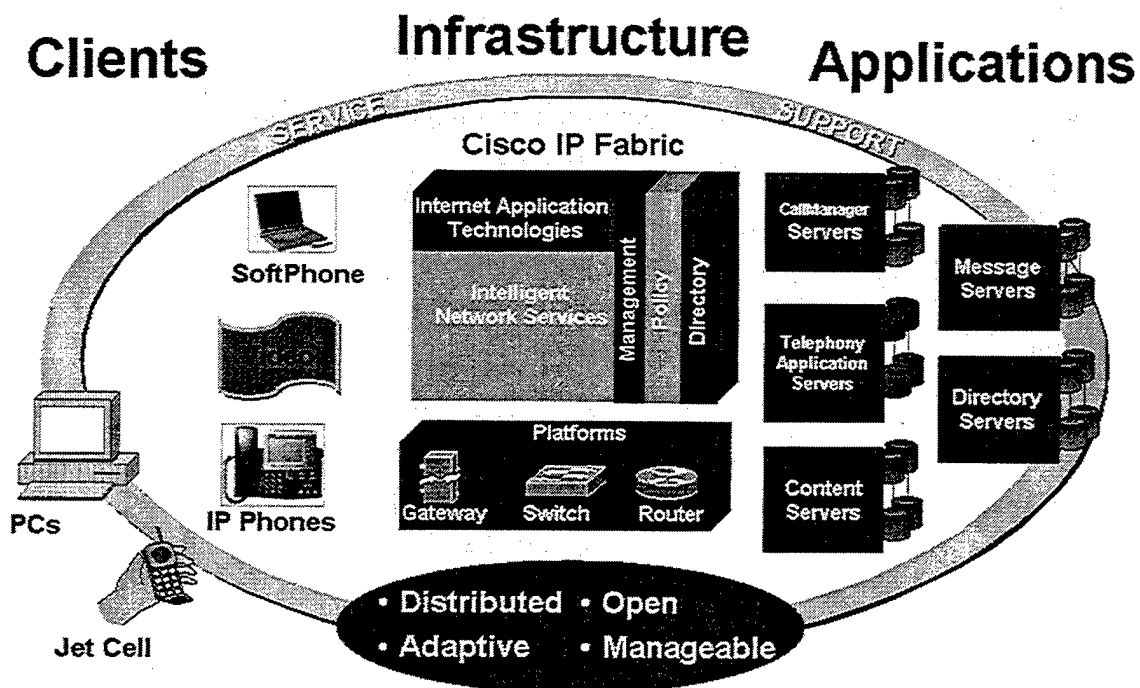 Clients
Infrastructure
Applications
SERVICE
SUPPORT
Cisco IP Fabric
SoftPhone
IP Phones
PCs
Jet Cell
Internet Application
Technologies
Intelligent
Network Services
Management
Policy
Directory
Platforms
Gateway
Switch
Router
CallManager
Servers
Telephony
Application
Servers
Content
Servers
Message
Servers
Directory
Servers
• Distributed • Open
• Adaptive • Manageable